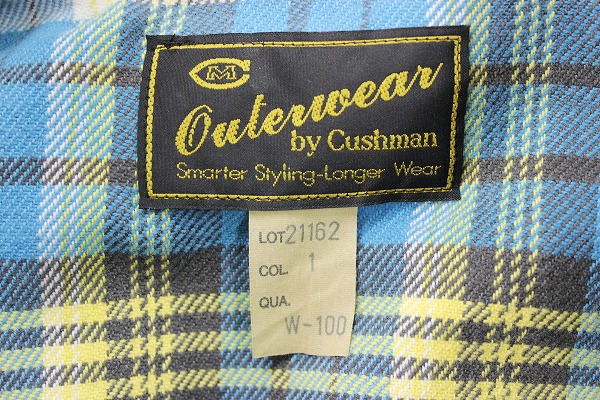 CM
Outerwear
by Cushman
Smarter Styling-Longer Wear
LOT 21162
COL. 1
QUA.
W-100